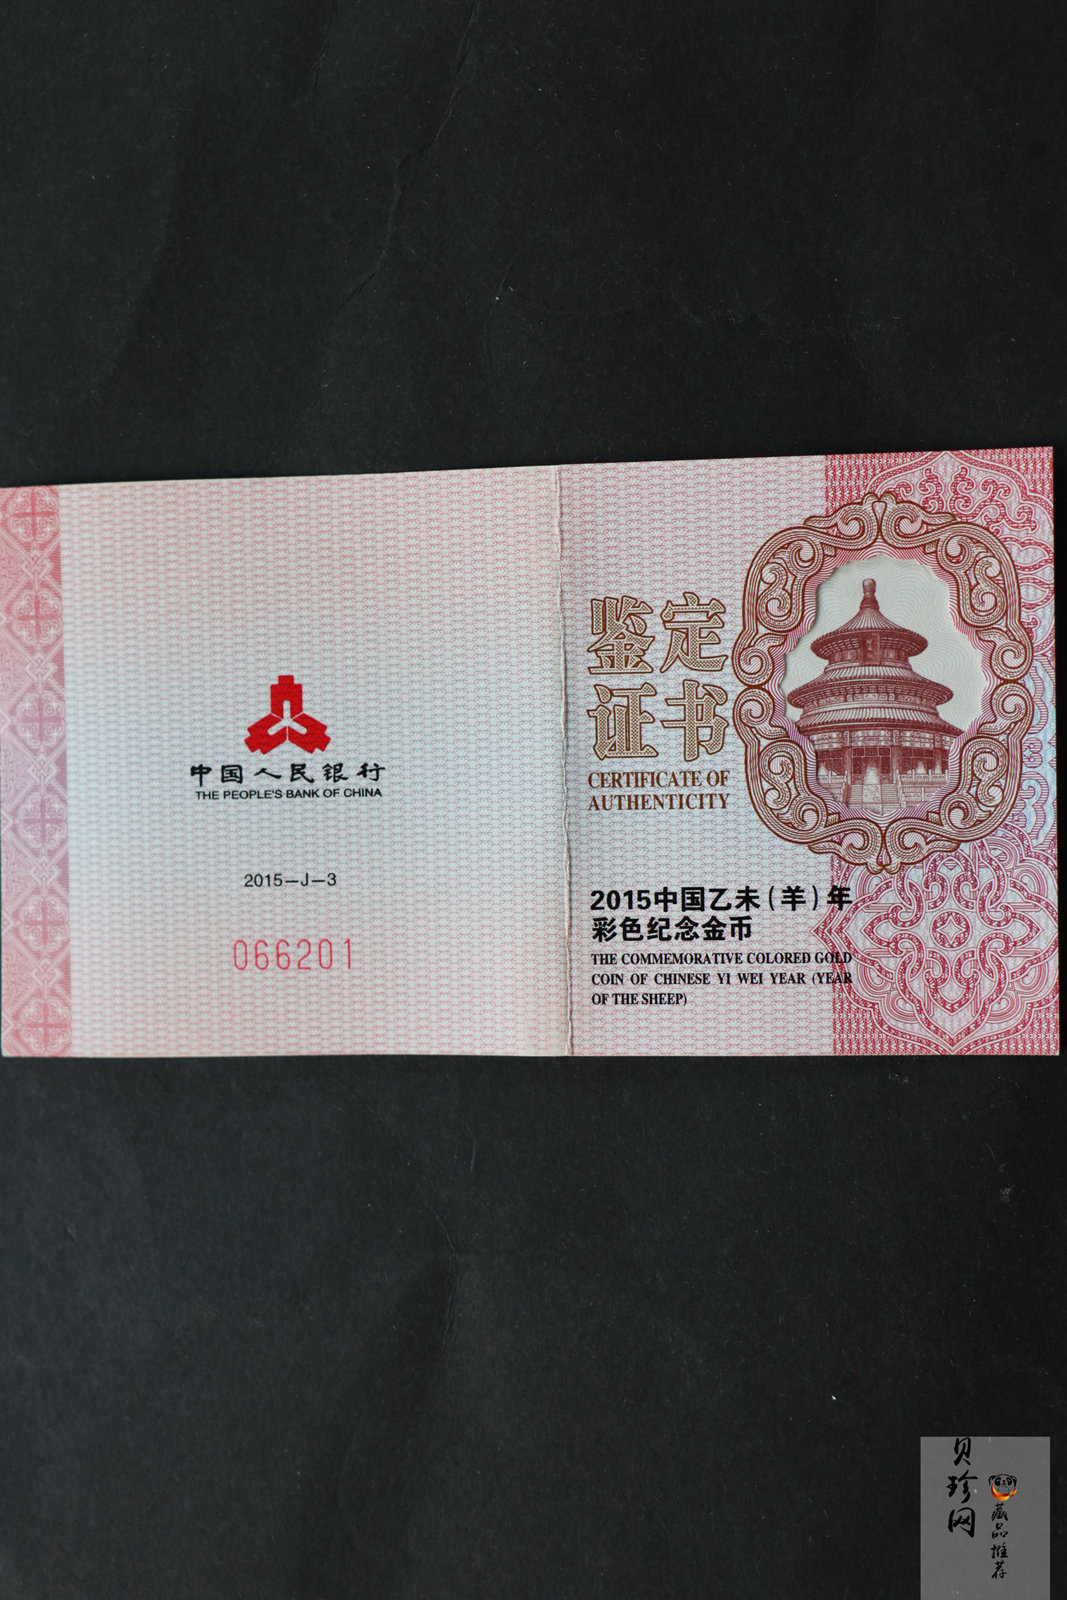 中国人民银行
THE PEOPLE'S BANK OF CHINA
2015—J—3
066201
鉴定
证书
CERTIFICATE OF
AUTHENTICITY
2015中国乙未(羊)年
彩色纪念金币
THE COMMEMORATIVE COLORED GOLD
COIN OF CHINESE YI WEI YEAR (YEAR
OF THE SHEEP)
贝珍网
藏品推荐